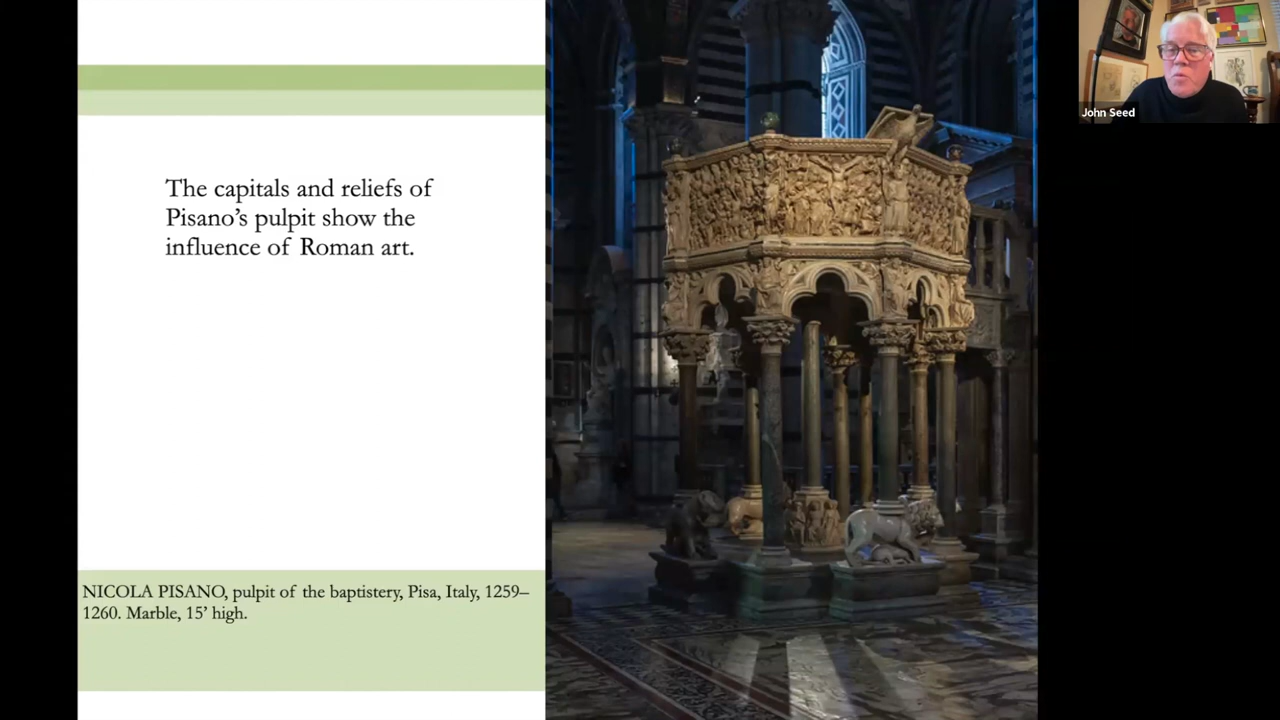 The capitals and reliefs of
Pisano’s pulpit show the
influence of Roman art.
NICOLA PISANO, pulpit of the baptistery, Pisa, Italy, 1259–
1260. Marble, 15’ high.
John Seed